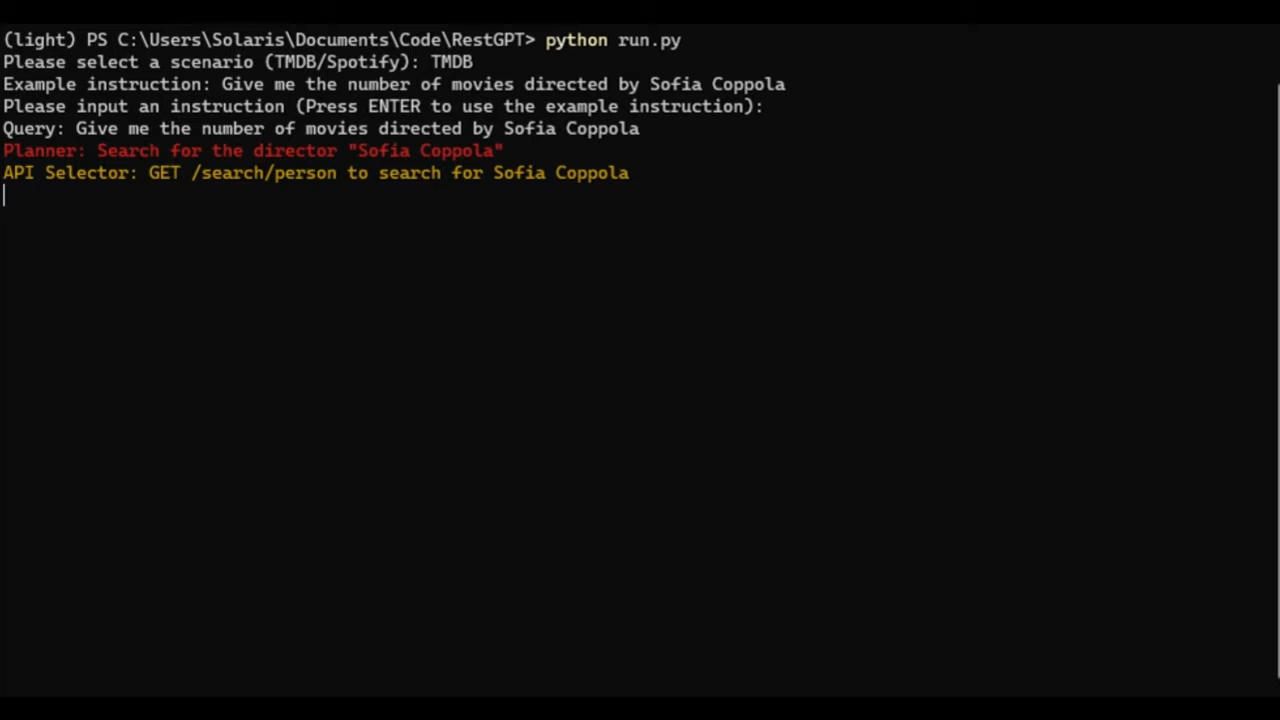 (light) PS C:\Users\Solaris\Documents\Code\RestGPT> python run.py
Please select a scenario (TMDB/Spotify): TMDB
Example instruction: Give me the number of movies directed by Sofia Coppola
Please input an instruction (Press ENTER to use the example instruction):
Query: Give me the number of movies directed by Sofia Coppola
Planner: Search for the director "Sofia Coppola"
API Selector: GET /search/person to search for Sofia Coppola